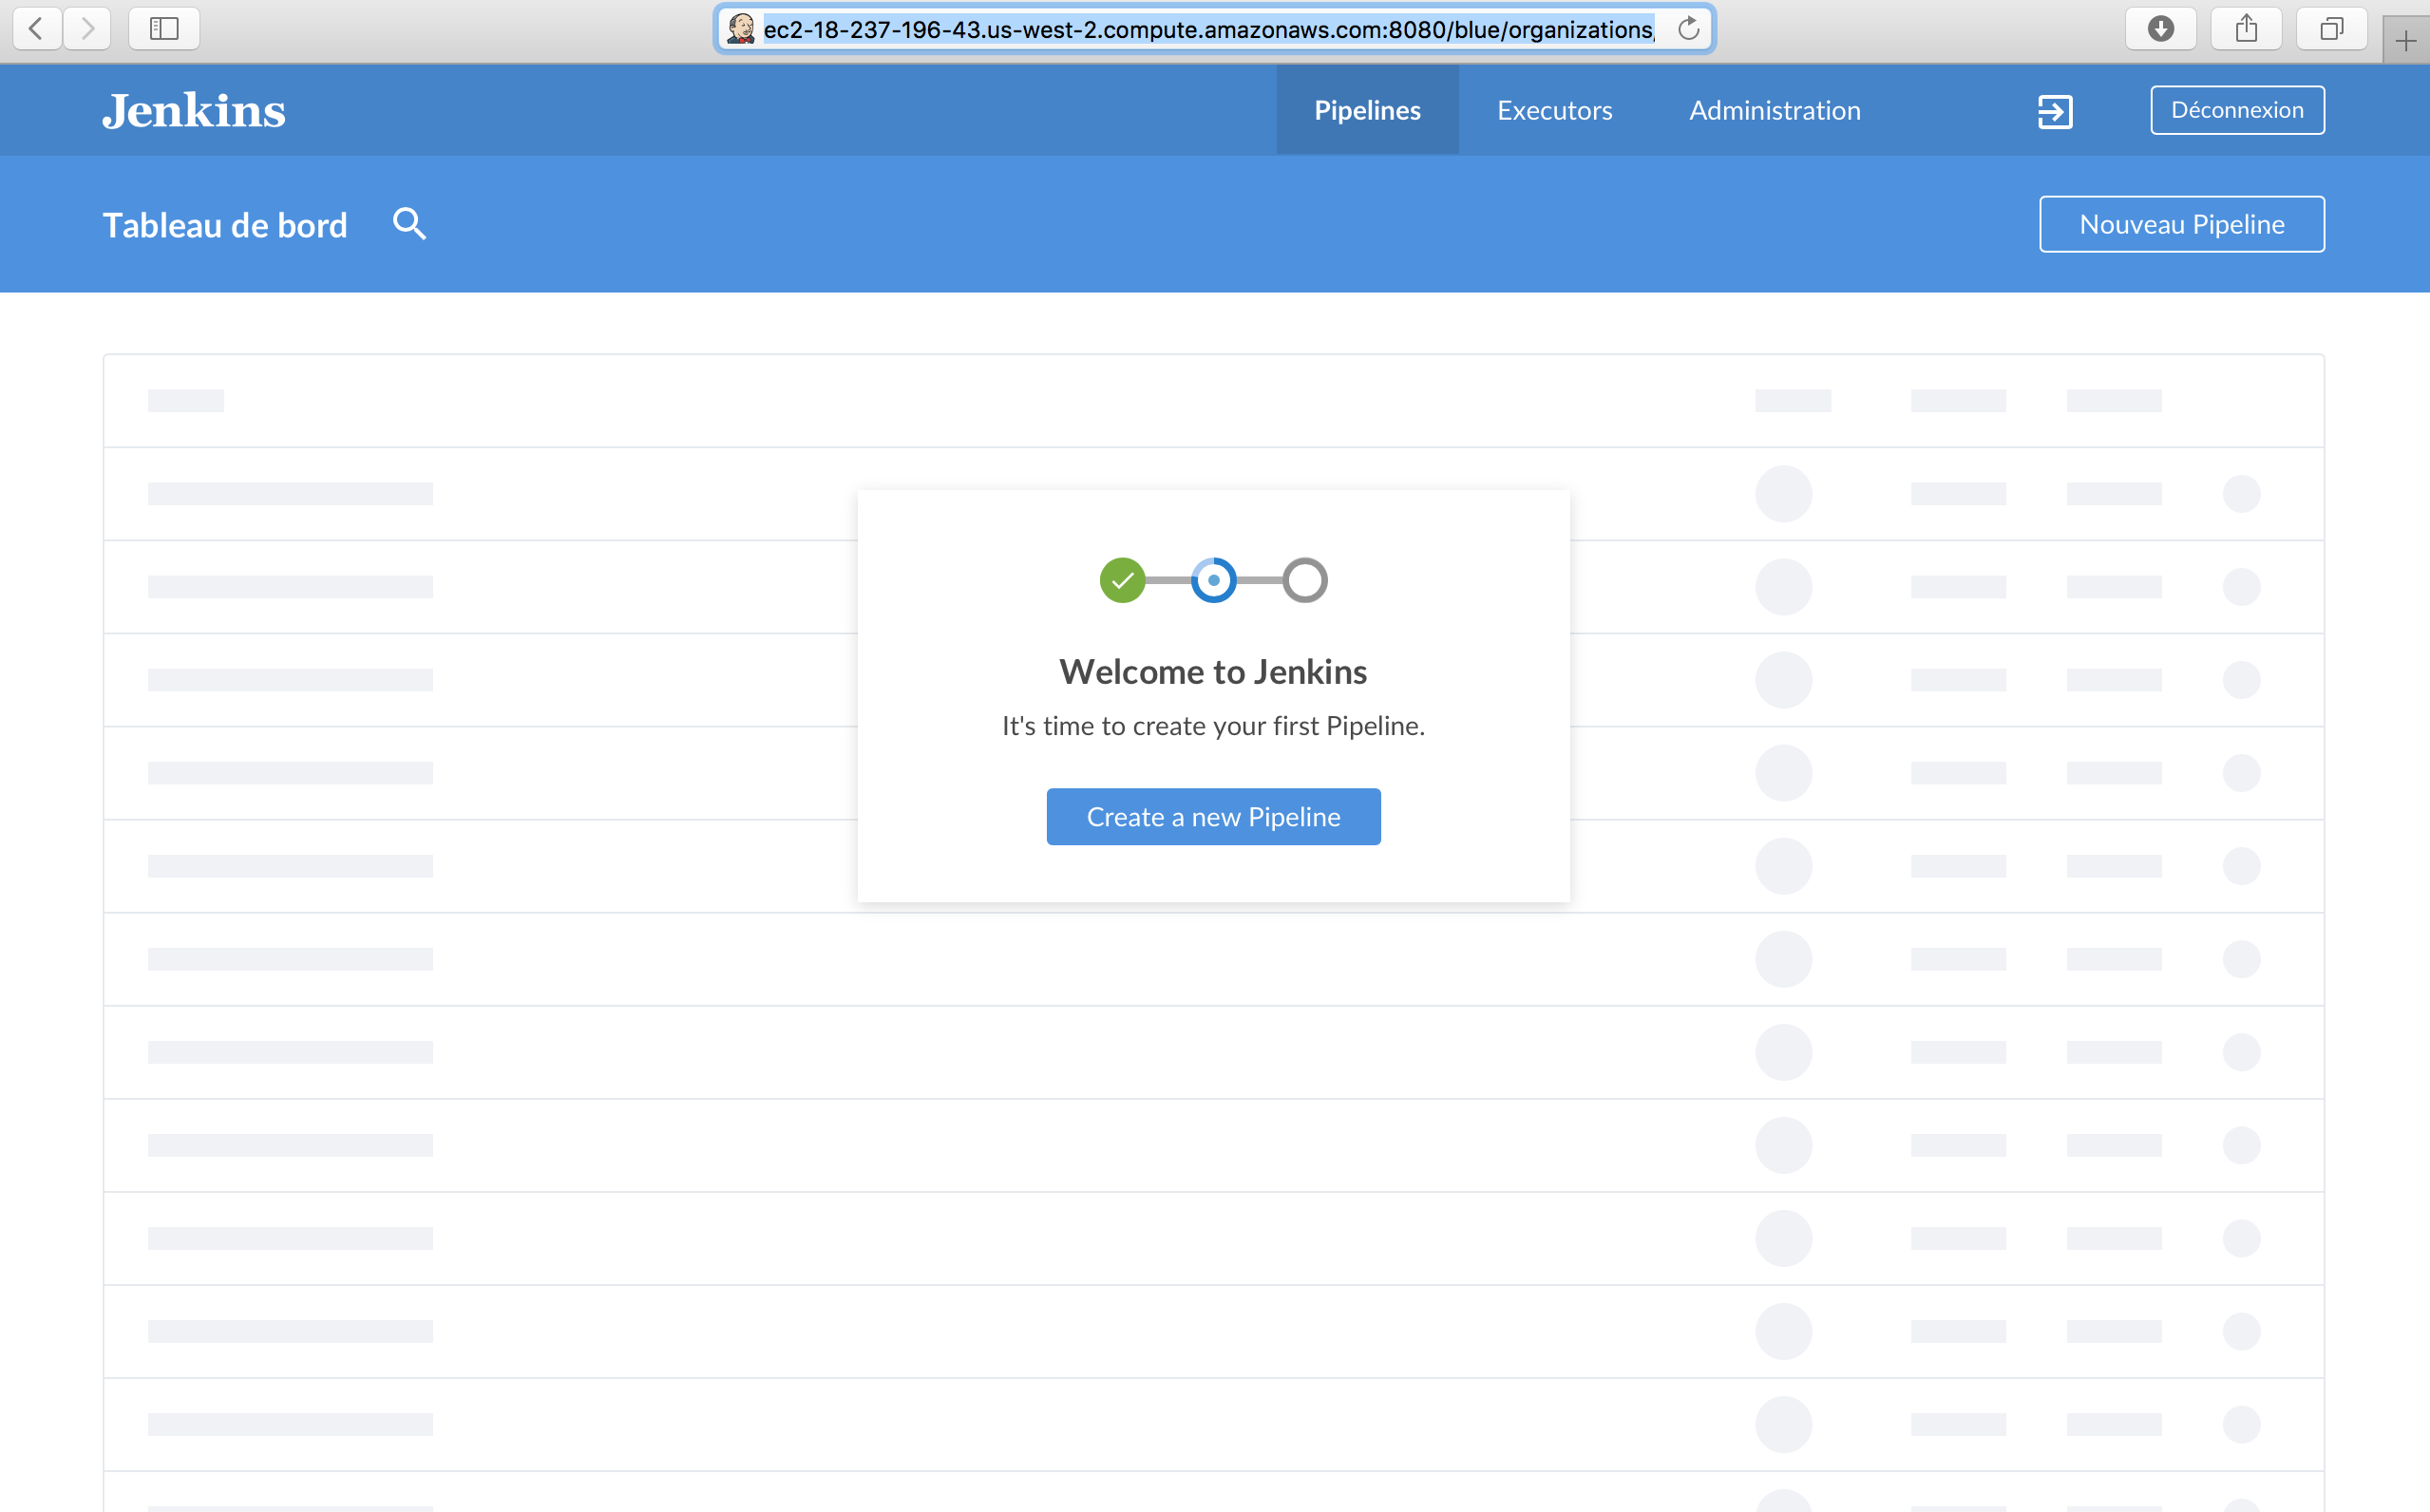 ec2-18-237-196-43.us-west-2.compute.amazonaws.com:8080/blue/organizations/
Jenkins
Pipelines
Executors
Administration
Déconnexion
Tableau de bord
Nouveau Pipeline
Welcome to Jenkins
It's time to create your first Pipeline.
Create a new Pipeline